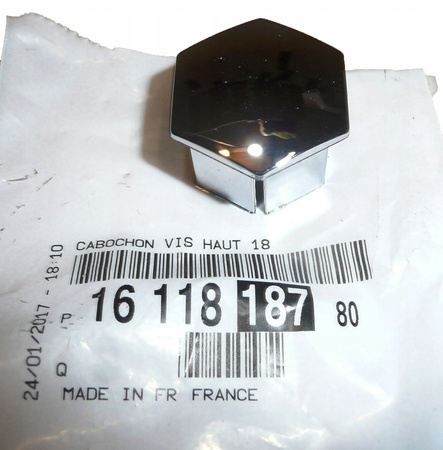 CABOCHON VIS HAUT 18
P 16 118 187 80
Q
MADE IN FR FRANCE
24/01/2017 - 18:10